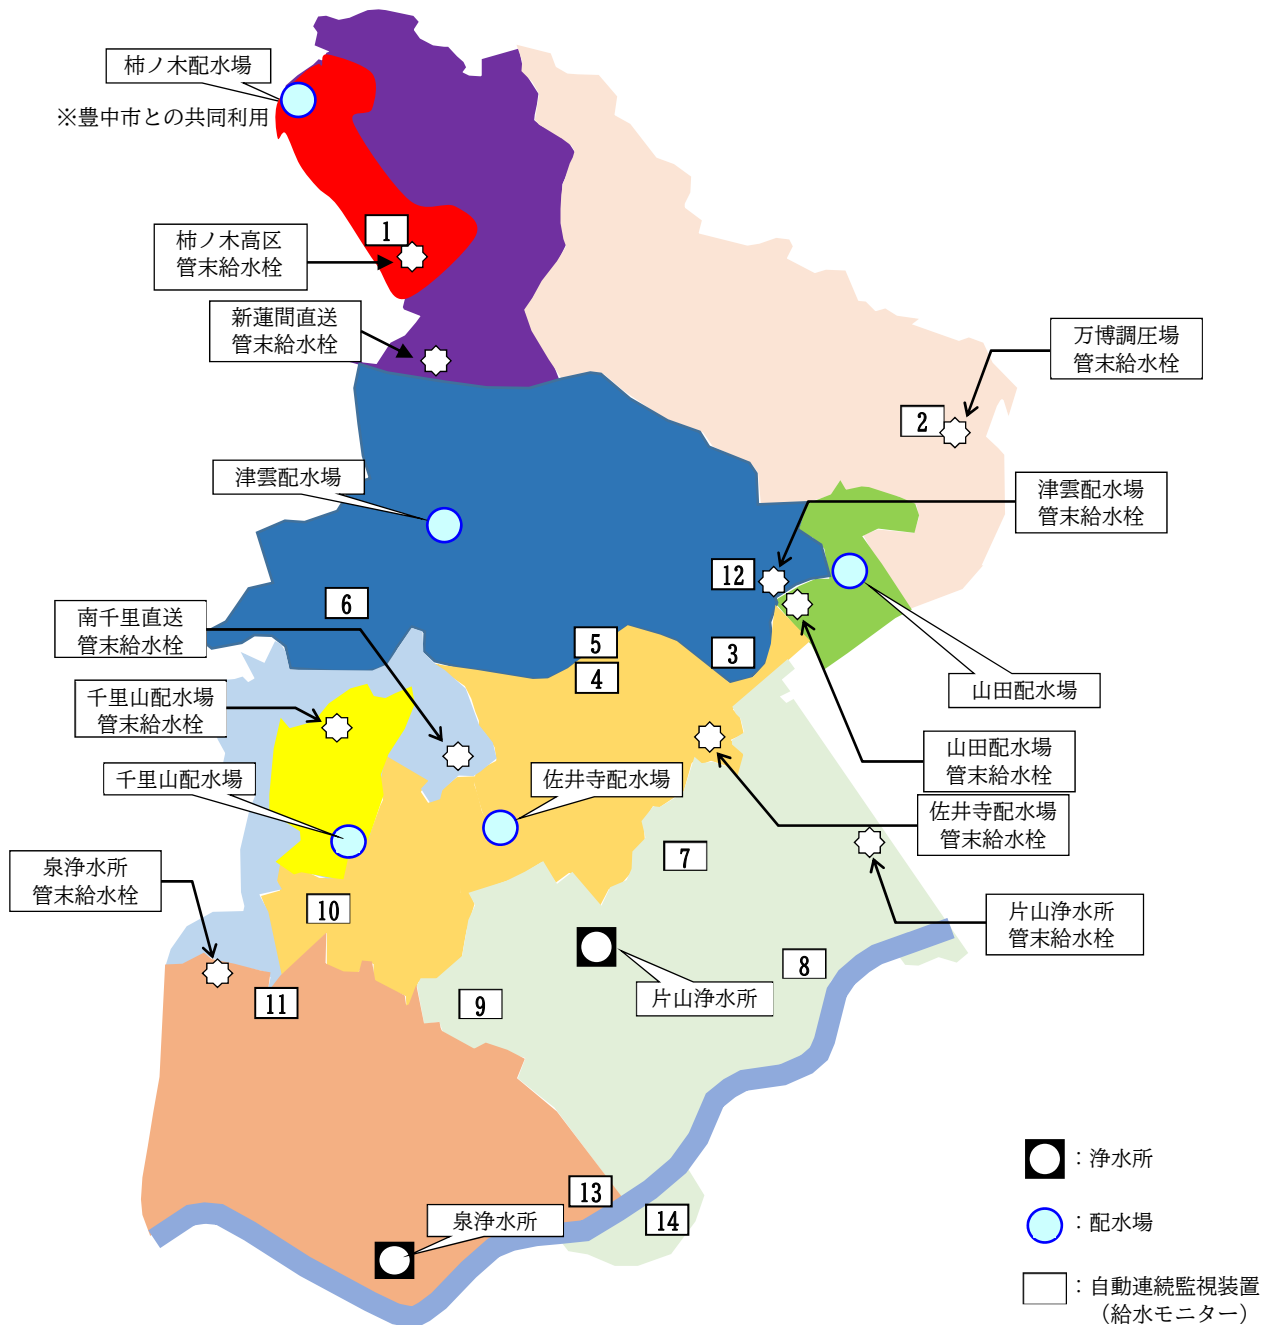 柿ノ木配水場
※豊中市との共同利用
1
柿ノ木高区
管末給水栓
新蓮間直送
管末給水栓
万博調圧場
管末給水栓
2
津雲配水場
津雲配水場
管末給水栓
12
6
南千里直送
管末給水栓
5
3
4
山田配水場
千里山配水場
管末給水栓
山田配水場
管末給水栓
千里山配水場
佐井寺配水場
佐井寺配水場
管末給水栓
7
泉浄水所
管末給水栓
10
片山浄水所
管末給水栓
8
片山浄水所
9
11
13
14
泉浄水所
：浄水所
：配水場
：自動連続監視装置
（給水モニター）